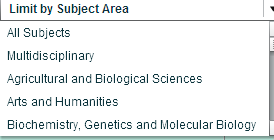 Limit by Subject Area
All Subjects
Multidisciplinary
Agricultural and Biological Sciences
Arts and Humanities
Biochemistry, Genetics and Molecular Biology